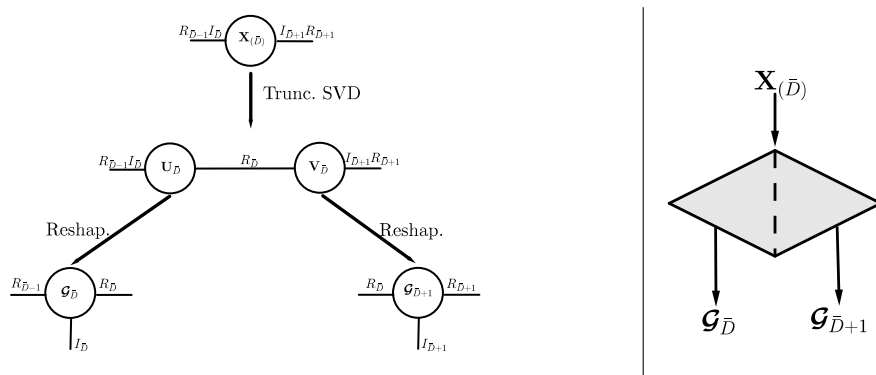 R_{D̄−1}I_{D̄} X_{(D̄)} I_{D̄+1}R_{D̄+1}
Trunc. SVD
R_{D̄−1}I_{D̄} U_{D̄} R_{D̄} V_{D̄} I_{D̄+1}R_{D̄+1}
Reshap. Reshap.
R_{D̄−1} 𝓖_{D̄} R_{D̄} R_{D̄} 𝓖_{D̄+1} R_{D̄+1}
I_{D̄} I_{D̄+1}
X_{(D̄)}
𝓖_{D̄} 𝓖_{D̄+1}